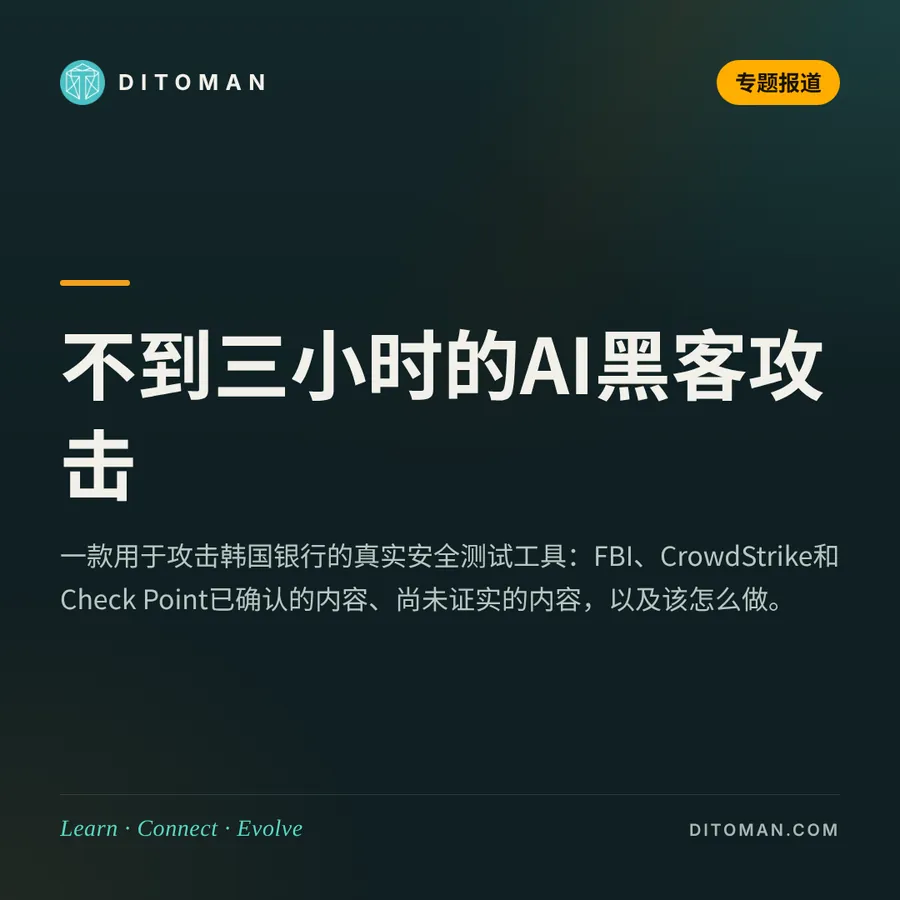 DITOMAN
专题报道
不到三小时的AI黑客攻
击
一款用于攻击韩国银行的真实安全测试工具：FBI、CrowdStrike和
Check Point已确认的内容、尚未证实的内容，以及该怎么做。
Learn · Connect · Evolve
DITOMAN.COM